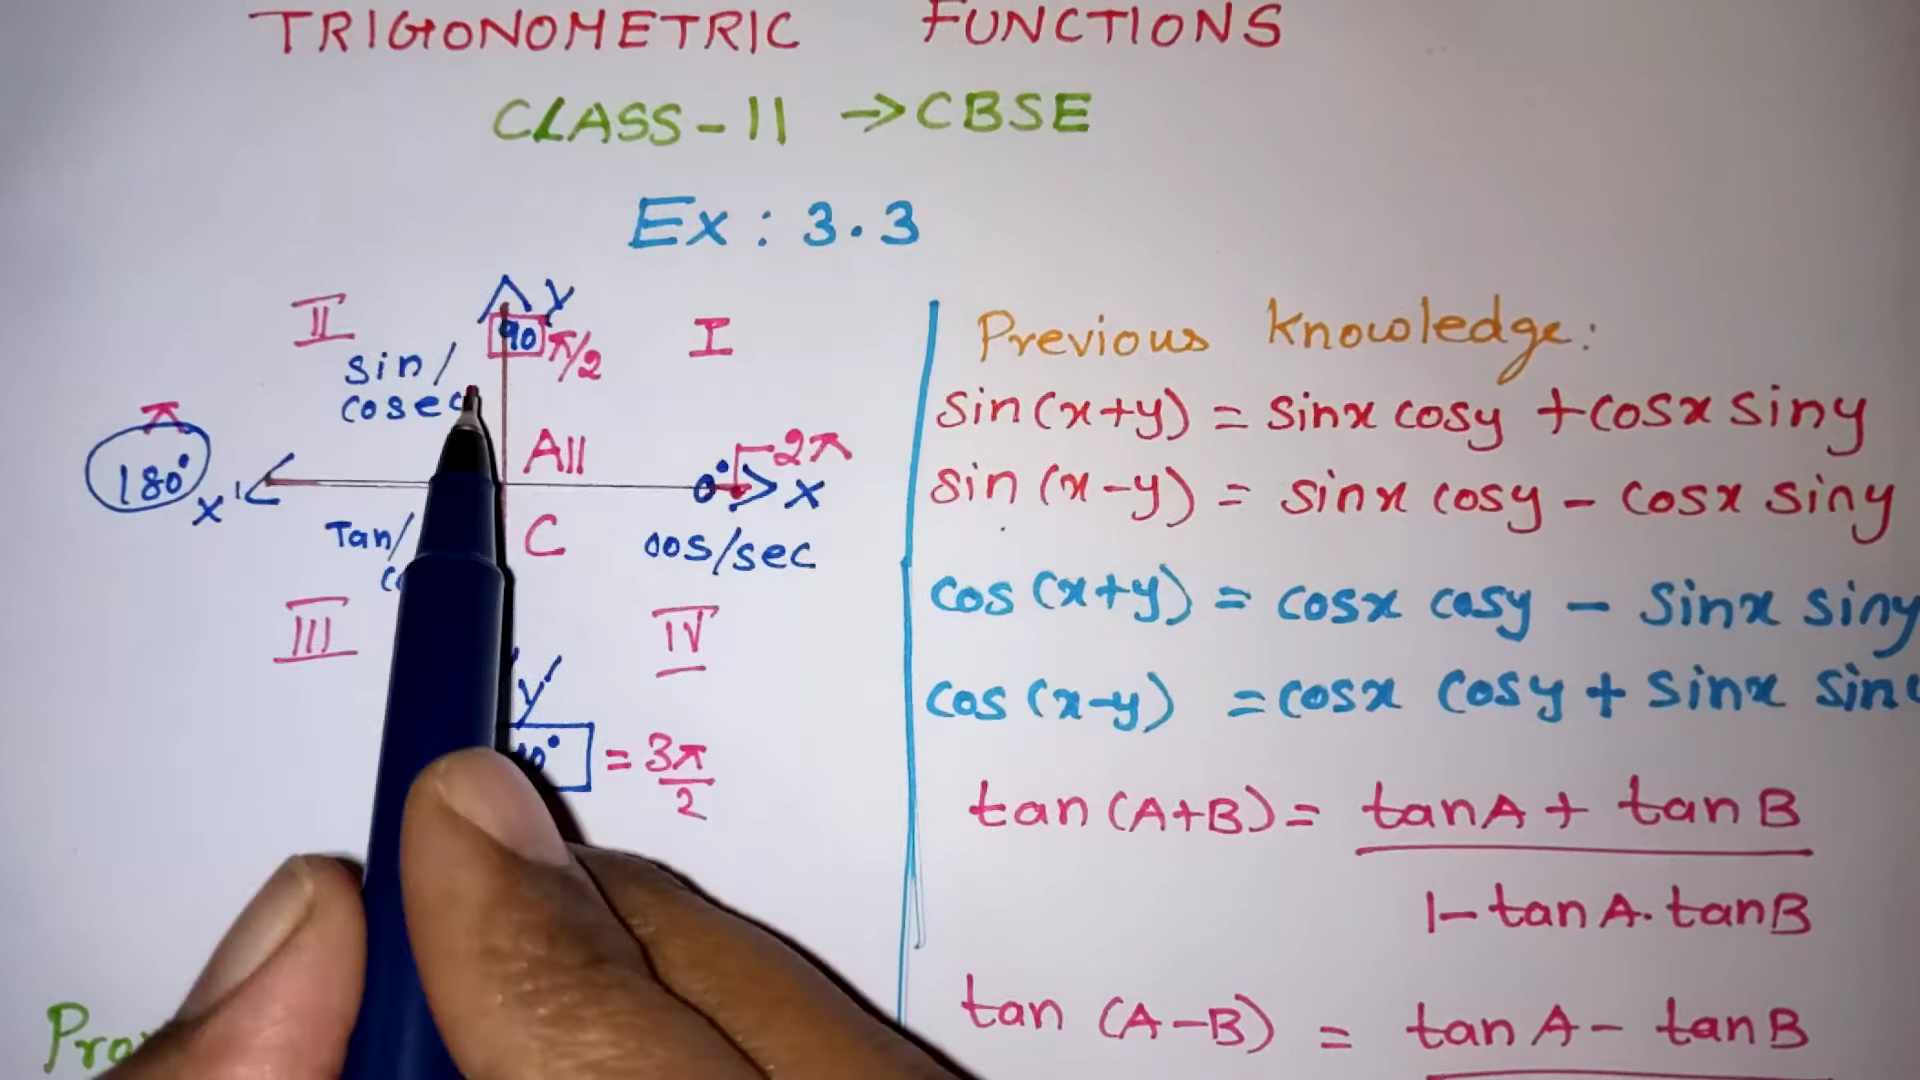 TRIGONOMETRIC FUNCTIONS
CLASS-11 → CBSE
Ex : 3.3
II
Y
90
π/2
I
sin/
cosec
π
180°
X'
All
0°
2π
X
Tan/
C
cos/sec
III
IV
Y'
= 3π/2
Previous Knowledge:
sin(x+y) = sinx cosy + cosx siny
sin(x-y) = sinx cosy - cosx siny
cos(x+y) = cosx cosy - sinx siny
cos(x-y) = cosx cosy + sinx sin
tan(A+B) = tanA + tanB
1 - tanA.tanB
tan(A-B) = tanA - tanB